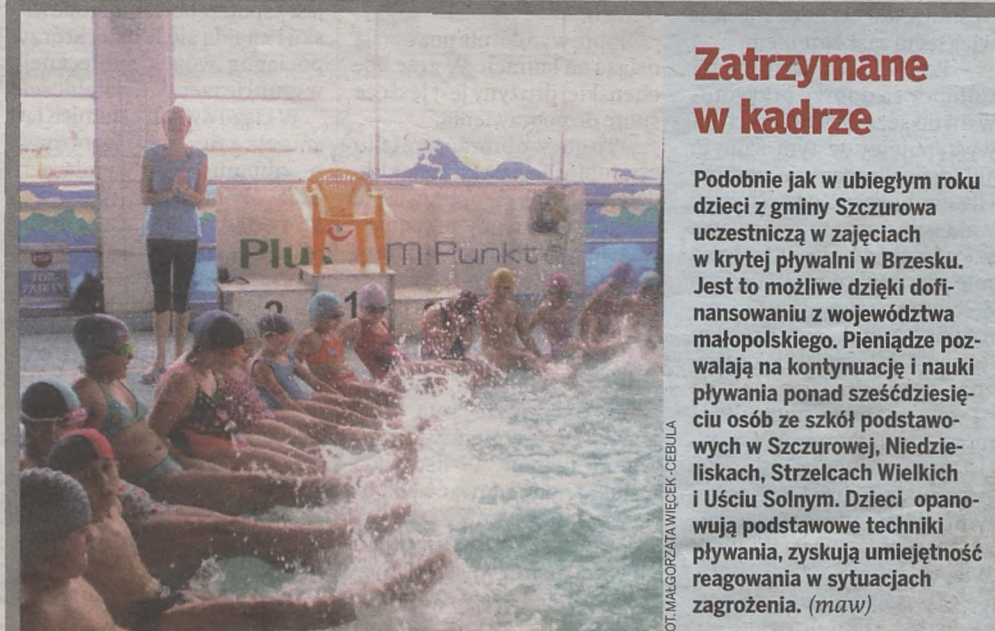 Zatrzymane
w kadrze
Podobnie jak w ubiegłym roku
dzieci z gminy Szczurowa
uczestniczą w zajęciach
w krytej pływalni w Brzesku.
Jest to możliwe dzięki dofi-
nansowaniu z województwa
małopolskiego. Pieniądze poz-
walają na kontynuację i nauki
pływania ponad sześćdziesię-
ciu osób ze szkół podstawo-
wych w Szczurowej, Niedzie-
liskach, Strzelcach Wielkich
i Uściu Solnym. Dzieci opano-
wują podstawowe techniki
pływania, zyskują umiejętność
reagowania w sytuacjach
zagrożenia. (maw)
OT. MAŁGORZATA WIĘCEK-CEBULA
Plus M-Punkt
2 1